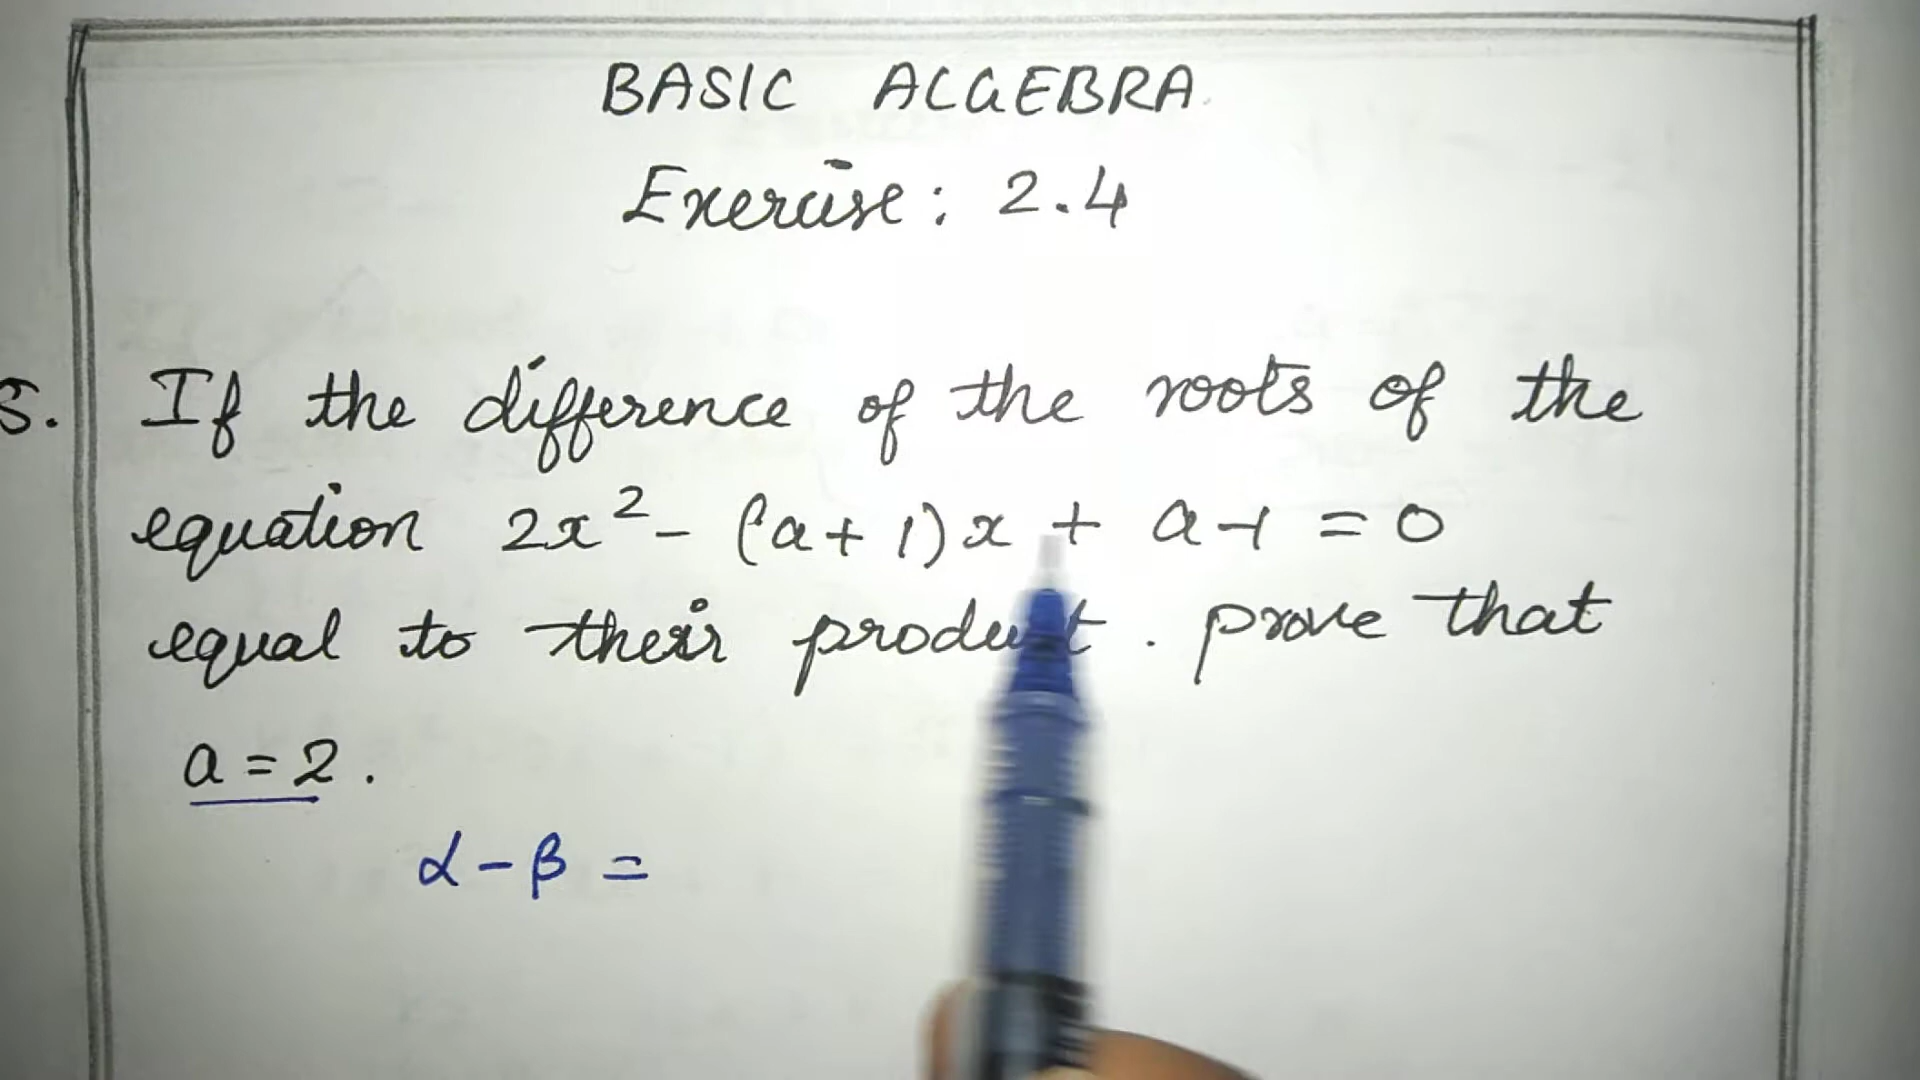 BASIC ALGEBRA
Exercise: 2.4
5. If the difference of the roots of the
equation 2x² - (a + 1)x + a - 1 = 0
equal to their product. prove that
a = 2.
α - β =